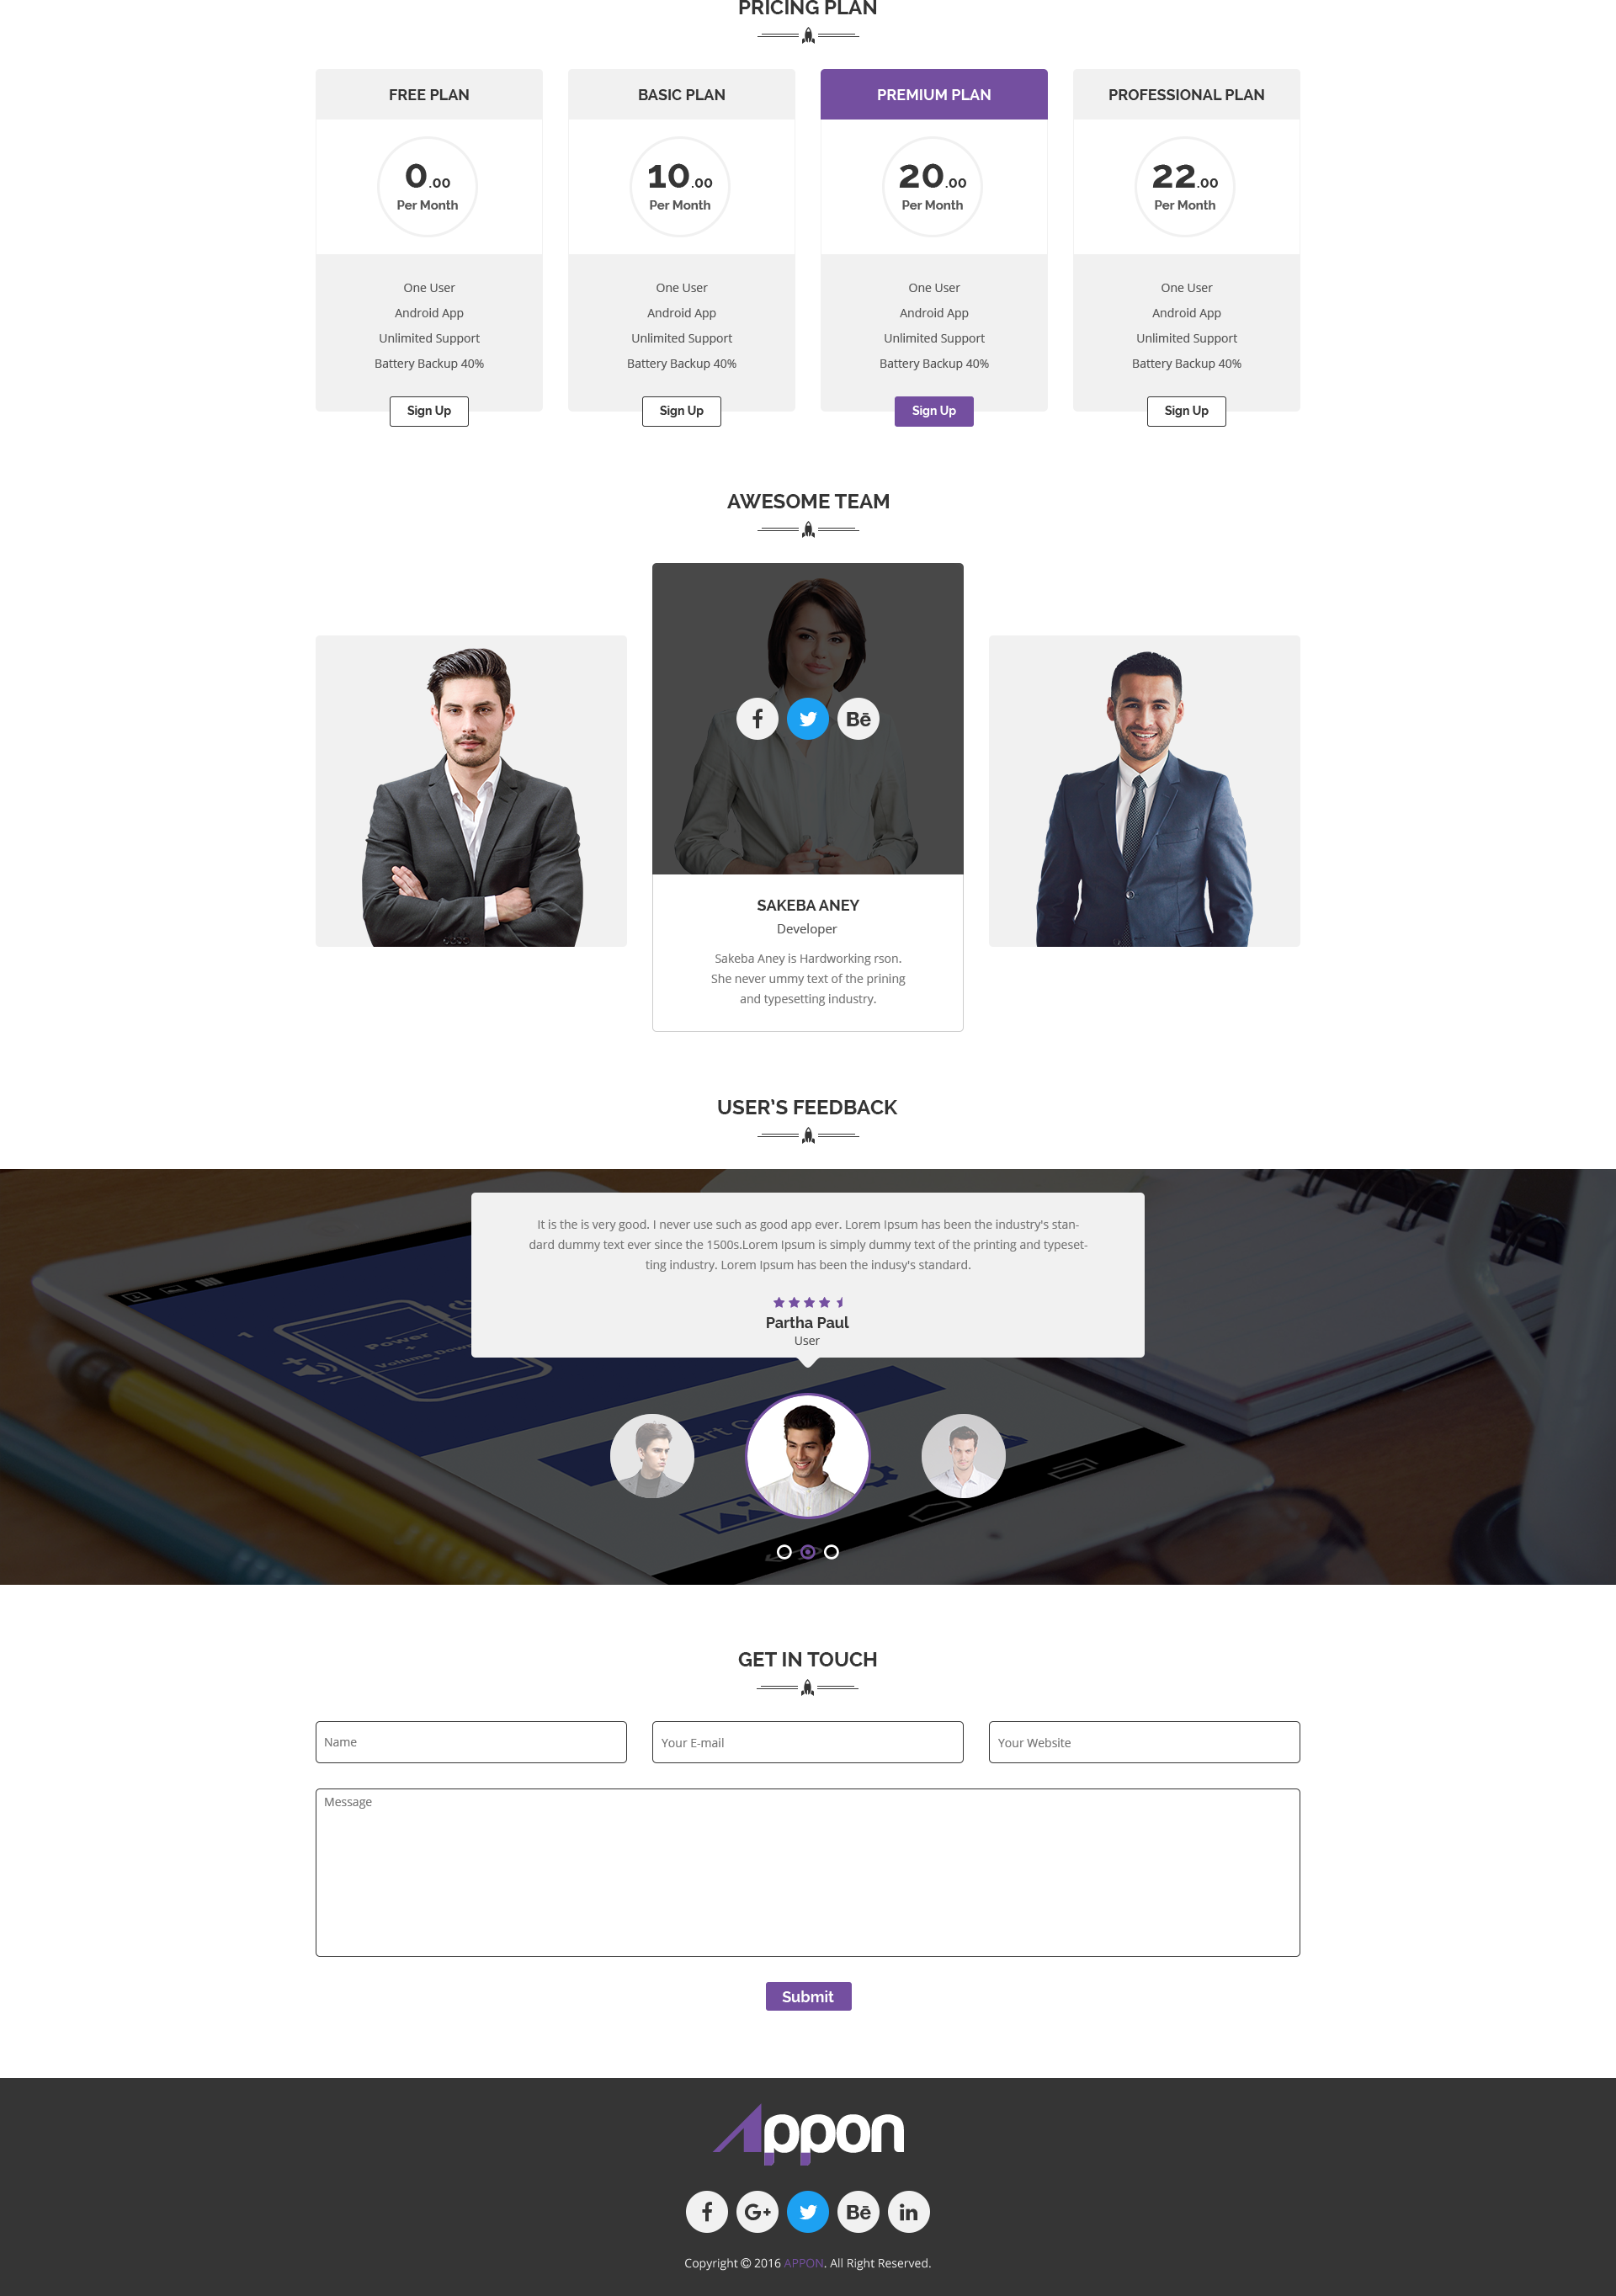 PRICING PLAN
FREE PLAN
0.00
Per Month
One User
Android App
Unlimited Support
Battery Backup 40%
Sign Up
BASIC PLAN
10.00
Per Month
One User
Android App
Unlimited Support
Battery Backup 40%
Sign Up
PREMIUM PLAN
20.00
Per Month
One User
Android App
Unlimited Support
Battery Backup 40%
Sign Up
PROFESSIONAL PLAN
22.00
Per Month
One User
Android App
Unlimited Support
Battery Backup 40%
Sign Up
AWESOME TEAM
Bē
SAKEBA ANEY
Developer
Sakeba Aney is Hardworking rson.
She never ummy text of the prining
and typesetting industry.
USER’S FEEDBACK
It is the is very good. I never use such as good app ever. Lorem Ipsum has been the industry's stan-
dard dummy text ever since the 1500s.Lorem Ipsum is simply dummy text of the printing and typeset-
ting industry. Lorem Ipsum has been the indusy's standard.
Partha Paul
User
Power
+
Volume Down
GET IN TOUCH
Name
Your E-mail
Your Website
Message
Submit
Appon
f G+ Bē in
Copyright © 2016 APPON. All Right Reserved.